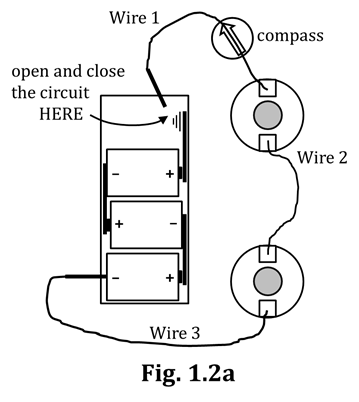 Wire 1
compass
open and close
the circuit
HERE
- +
Wire 2
+ -
- +
Wire 3
Fig. 1.2a